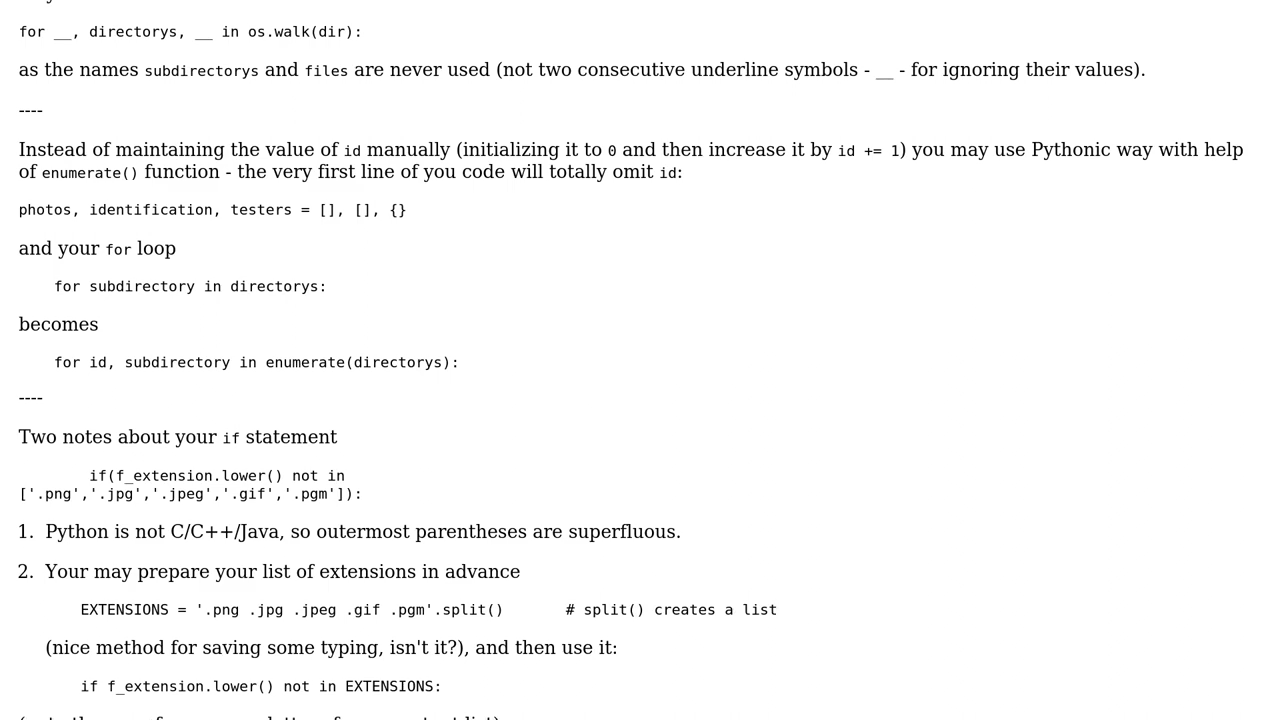 for __, directorys, __ in os.walk(dir):
as the names subdirectorys and files are never used (not two consecutive underline symbols - __ - for ignoring their values).
----
Instead of maintaining the value of id manually (initializing it to 0 and then increase it by id += 1) you may use Pythonic way with help
of enumerate() function - the very first line of you code will totally omit id:
photos, identification, testers = [], [], {}
and your for loop
for subdirectory in directorys:
becomes
for id, subdirectory in enumerate(directorys):
----
Two notes about your if statement
if(f_extension.lower() not in
['.png','.jpg','.jpeg','.gif','.pgm']):
1. Python is not C/C++/Java, so outermost parentheses are superfluous.
2. Your may prepare your list of extensions in advance
EXTENSIONS = '.png .jpg .jpeg .gif .pgm'.split() # split() creates a list
(nice method for saving some typing, isn't it?), and then use it:
if f_extension.lower() not in EXTENSIONS: